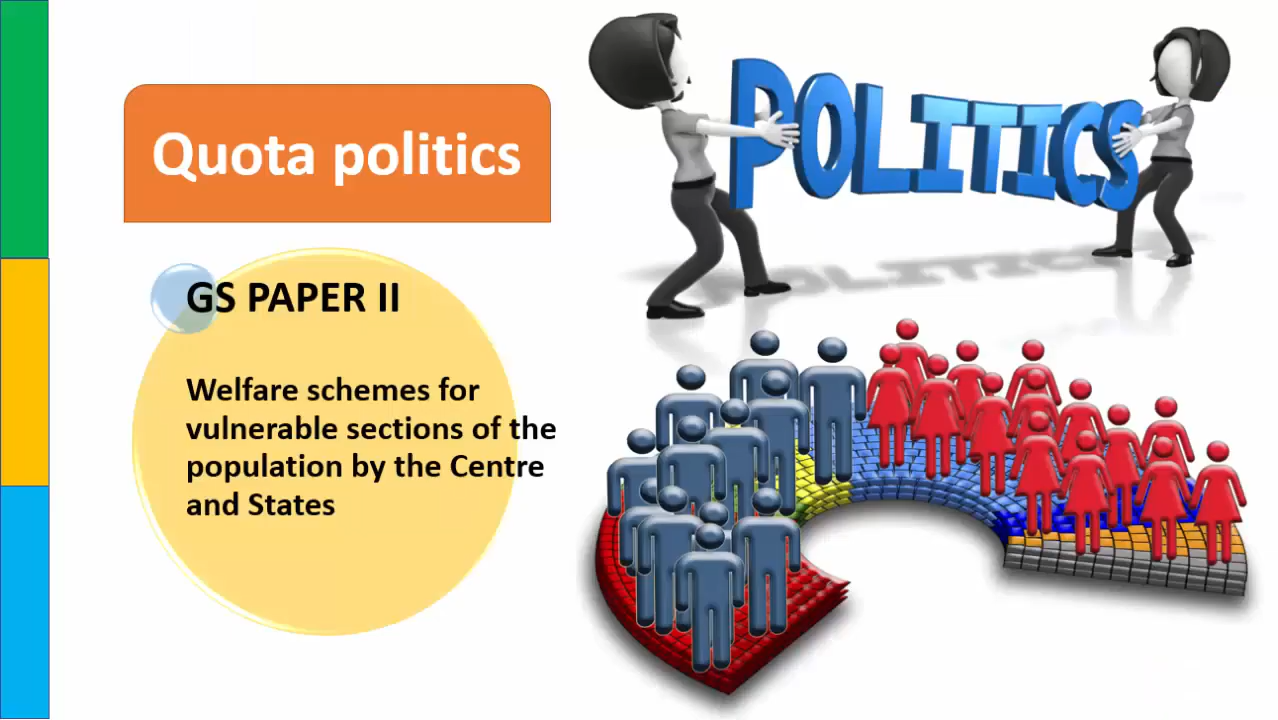 Quota politics
POLITICS
GS PAPER II
Welfare schemes for
vulnerable sections of the
population by the Centre
and States